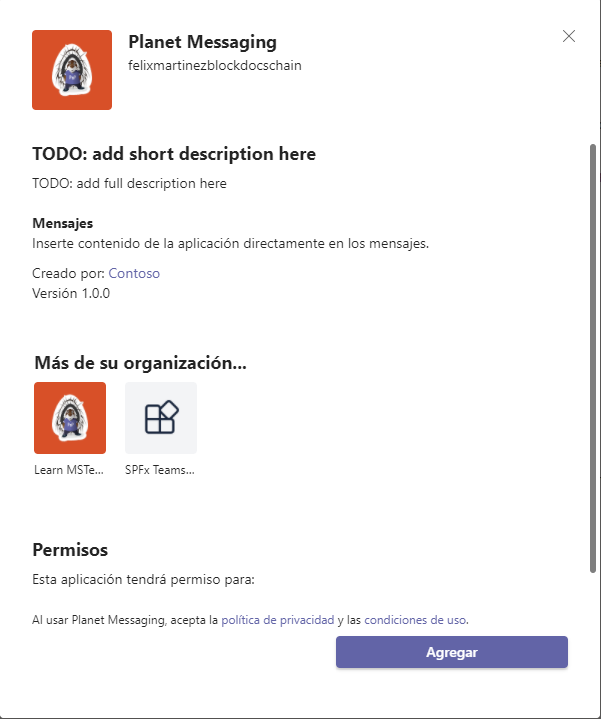 Planet Messaging
felixmartinezblockdocschain
TODO: add short description here
TODO: add full description here
Mensajes
Inserte contenido de la aplicación directamente en los mensajes.
Creado por: Contoso
Versión 1.0.0
Más de su organización...
Learn MSTe... SPFx Teams...
Permisos
Esta aplicación tendrá permiso para:
Al usar Planet Messaging, acepta la política de privacidad y las condiciones de uso.
Agregar